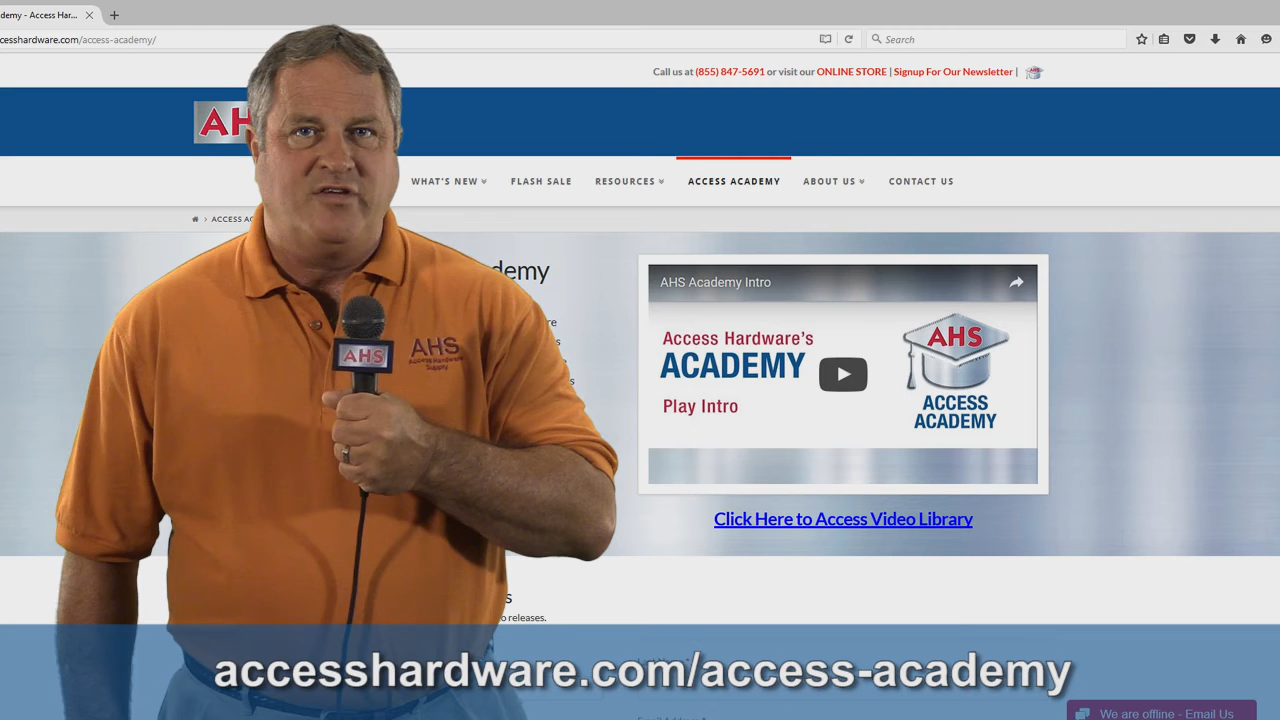 demy - Access Har...
cesshardware.com/access-academy/
Search
Call us at (855) 847-5691 or visit our ONLINE STORE | Signup For Our Newsletter |
AH
WHAT'S NEW FLASH SALE RESOURCES ACCESS ACADEMY ABOUT US CONTACT US
ACCESS AC
demy
AHS Academy Intro
Access Hardware's
ACADEMY
Play Intro
AHS
ACCESS
ACADEMY
AHS
AHS
Access Hardware
Supply
Click Here to Access Video Library
o releases.
accesshardware.com/access-academy
We are offline - Email Us